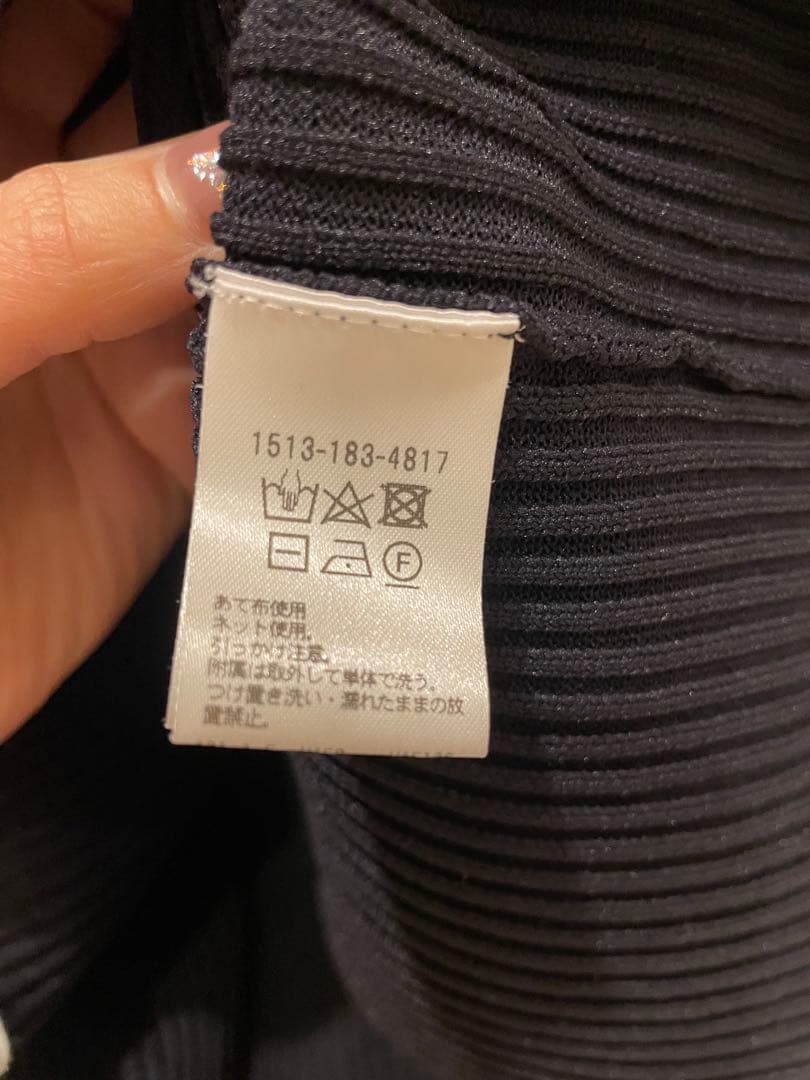 1513-183-4817
F
あて布使用
ネット使用。
引っかけ注意。
附属は取外して単体で洗う。
つけ置き洗い・濡れたままの放
置禁止。